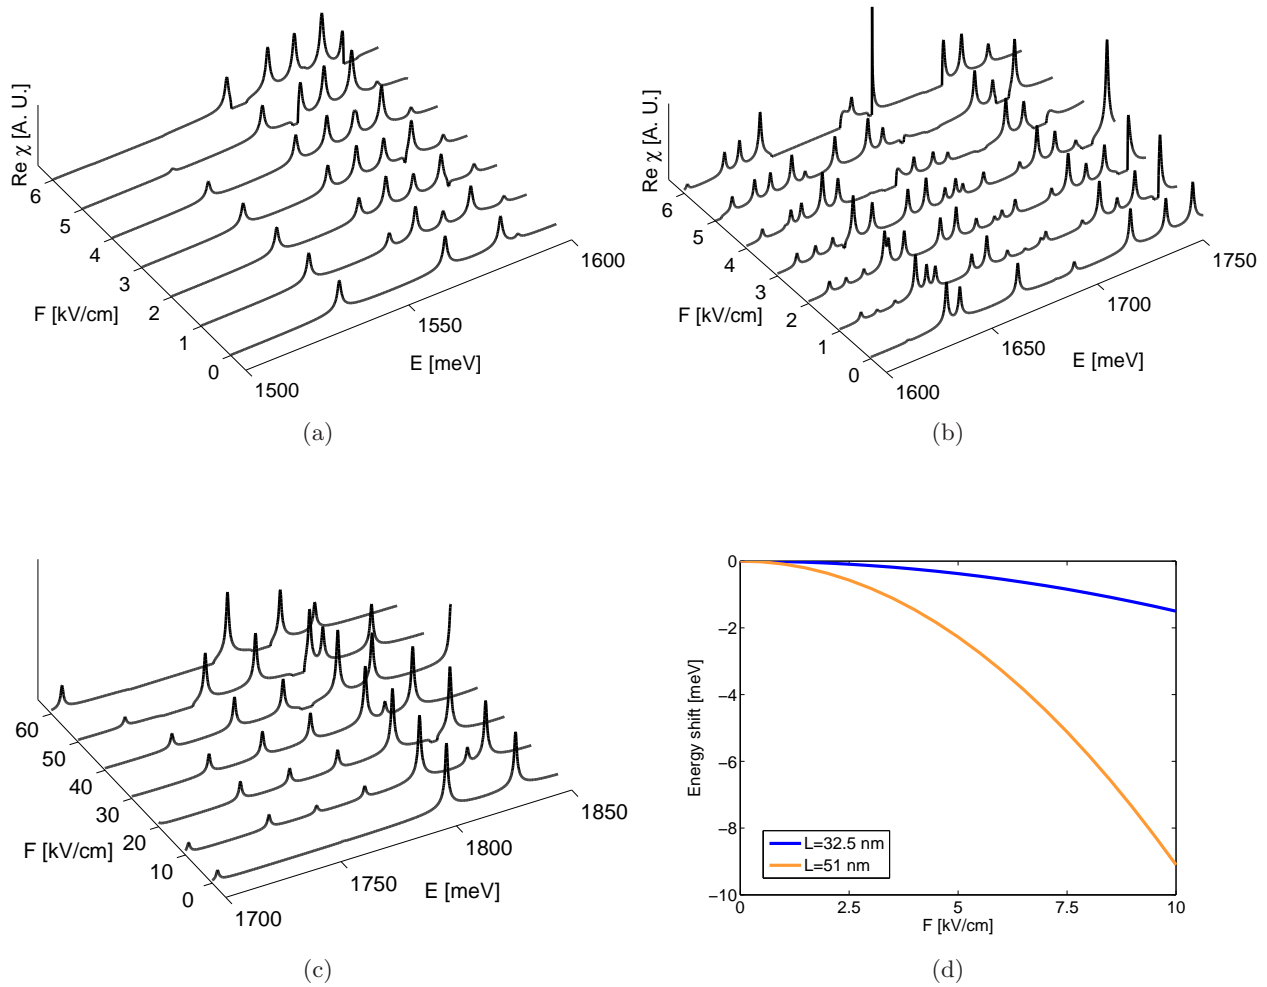 Re χ [A. U.]
6
5
4
3
2
1
0
F [kV/cm]
1500
1550
1600
E [meV]
(a)
Re χ [A. U.]
6
5
4
3
2
1
0
F [kV/cm]
1600
1650
1700
1750
E [meV]
(b)
60
50
40
30
20
10
0
F [kV/cm]
1700
1750
1800
1850
E [meV]
(c)
Energy shift [meV]
0
−2
−4
−6
−8
−10
0
2.5
5
7.5
10
F [kV/cm]
L=32.5 nm
L=51 nm
(d)